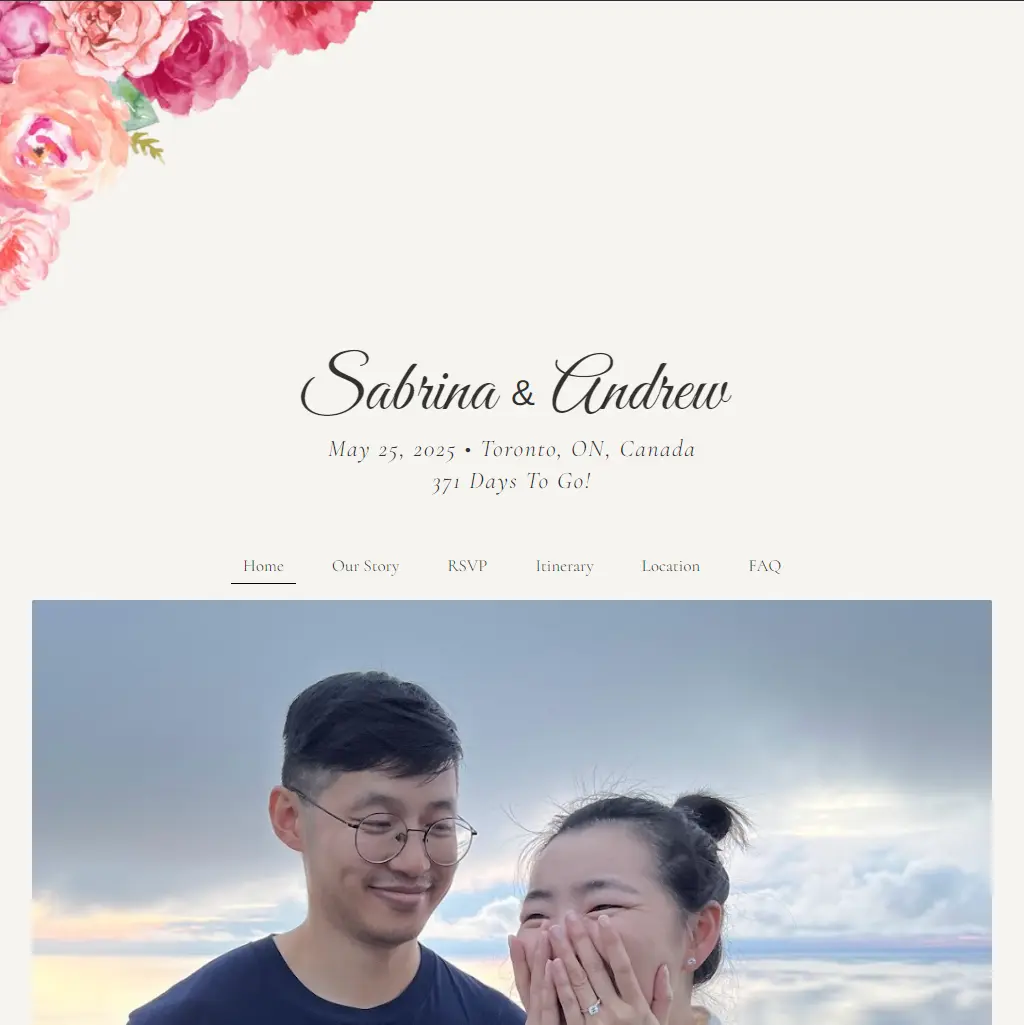 Sabrina & Andrew
May 25, 2025 • Toronto, ON, Canada
371 Days To Go!
Home Our Story RSVP Itinerary Location FAQ